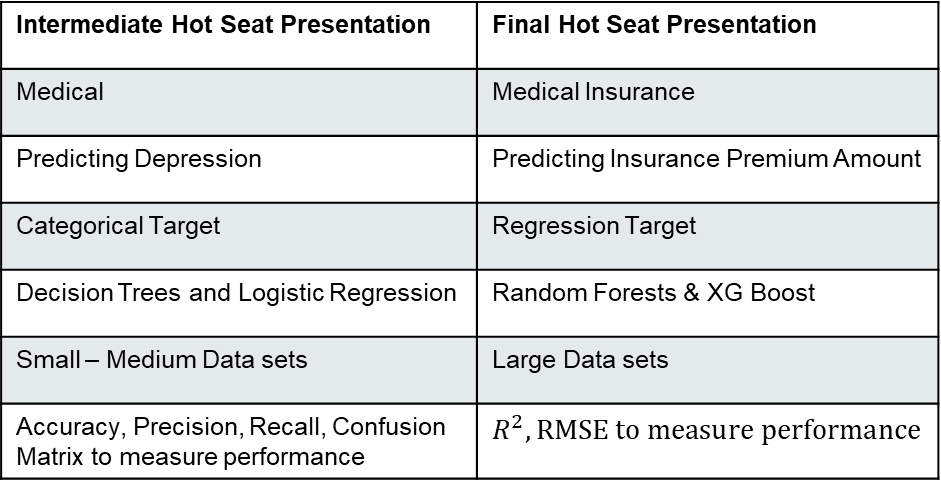 Intermediate Hot Seat Presentation
Final Hot Seat Presentation
Medical
Medical Insurance
Predicting Depression
Predicting Insurance Premium Amount
Categorical Target
Regression Target
Decision Trees and Logistic Regression
Random Forests & XG Boost
Small – Medium Data sets
Large Data sets
Accuracy, Precision, Recall, Confusion
Matrix to measure performance
R², RMSE to measure performance